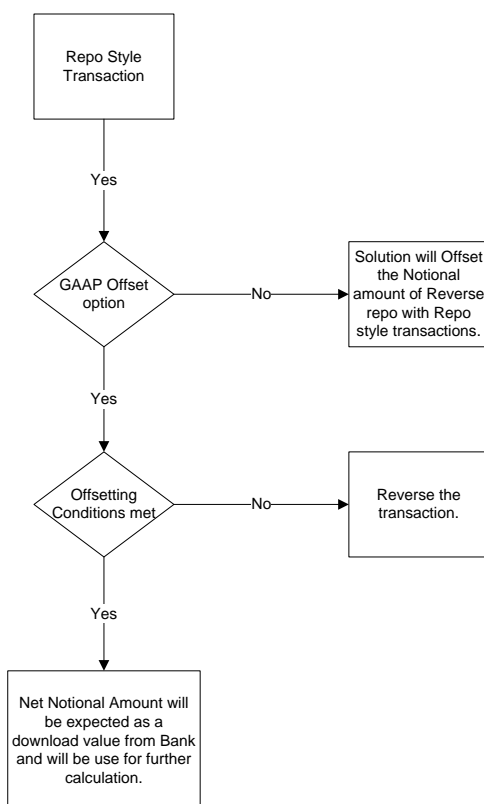 Repo Style
Transaction
Yes
GAAP Offset
option
No
Solution will Offset
the Notional
amount of Reverse
repo with Repo
style transactions.
Yes
Offsetting
Conditions met
No
Reverse the
transaction.
Yes
Net Notional Amount will
be expected as a
download value from Bank
and will be use for further
calculation.